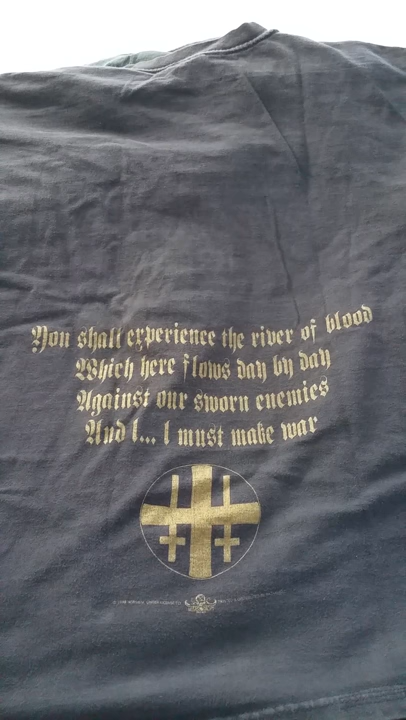 You shall experience the river of blood
Which here flows day by day
Against our sworn enemies
And I... I must make war